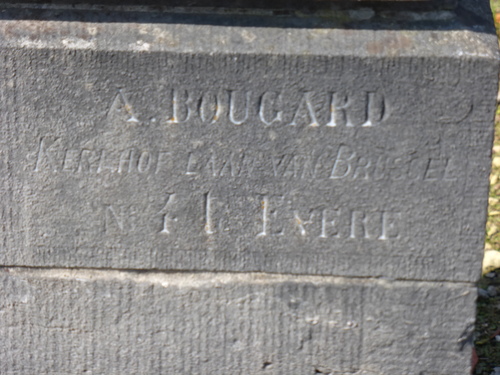 A. BOUGARD
KERKHOF LAAN VAN BRUSSEL
No 41 EVERE